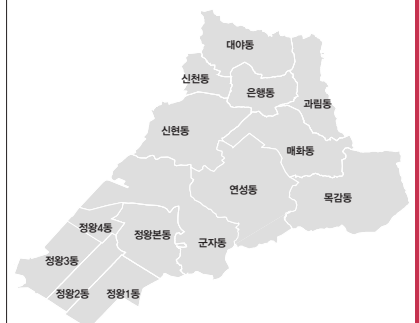 대야동
신천동
은행동
과림동
신현동
매화동
연성동
목감동
정왕4동
정왕본동
군자동
정왕3동
정왕2동
정왕1동